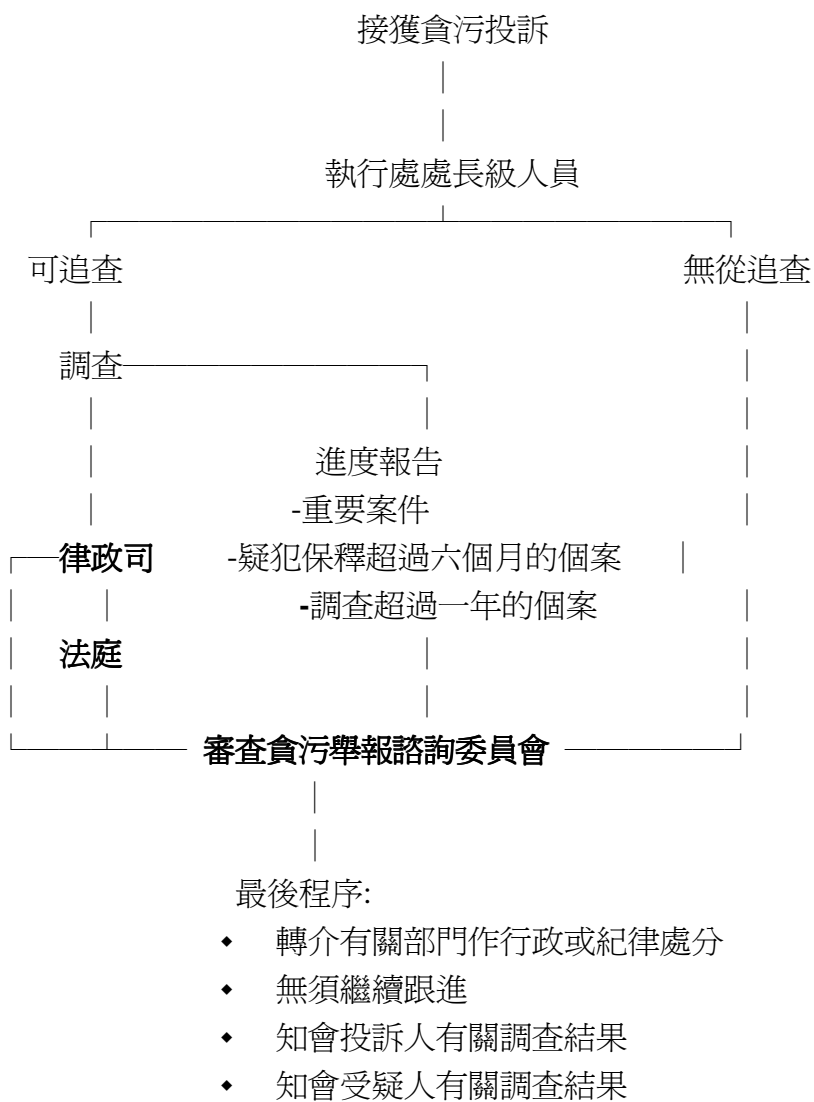 接獲貪污投訴
執行處處長級人員
可追查 無從追查
調查
進度報告
-重要案件
律政司 -疑犯保釋超過六個月的個案
-調查超過一年的個案
法庭
審查貪污舉報諮詢委員會
最後程序:
轉介有關部門作行政或紀律處分
無須繼續跟進
知會投訴人有關調查結果
知會受疑人有關調查結果